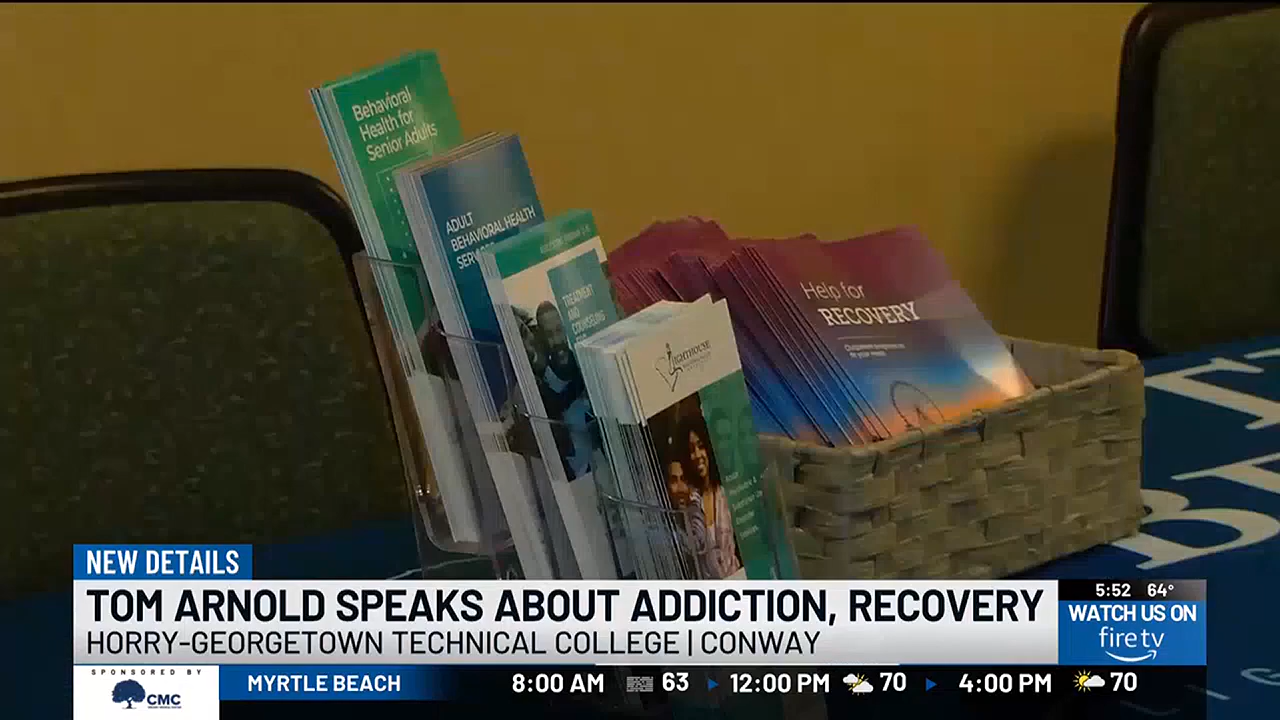 Behavioral
Health for
Senior Adults
ADULT
BEHAVIORAL HEALTH
TREATMENT
AND
COUNSELING
Help for
RECOVERY
NEW DETAILS
TOM ARNOLD SPEAKS ABOUT ADDICTION, RECOVERY
HORRY-GEORGETOWN TECHNICAL COLLEGE | CONWAY
5:52 64°
WATCH US ON
fire tv
SPONSORED BY
CMC
MYRTLE BEACH
8:00 AM 63 12:00 PM 70 4:00 PM 70